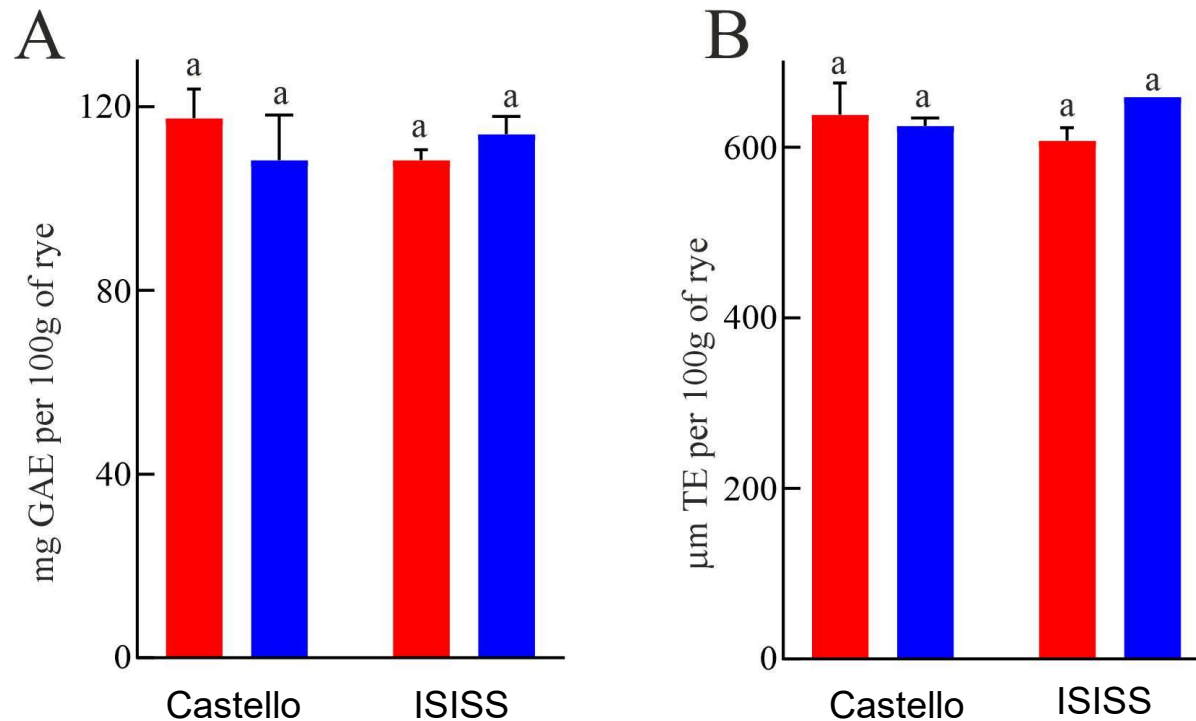 A
mg GAE per 100g of rye
120
80
40
0
a
a
a
a
Castello
ISISS
B
µm TE per 100g of rye
600
400
200
0
a
a
a
a
Castello
ISISS